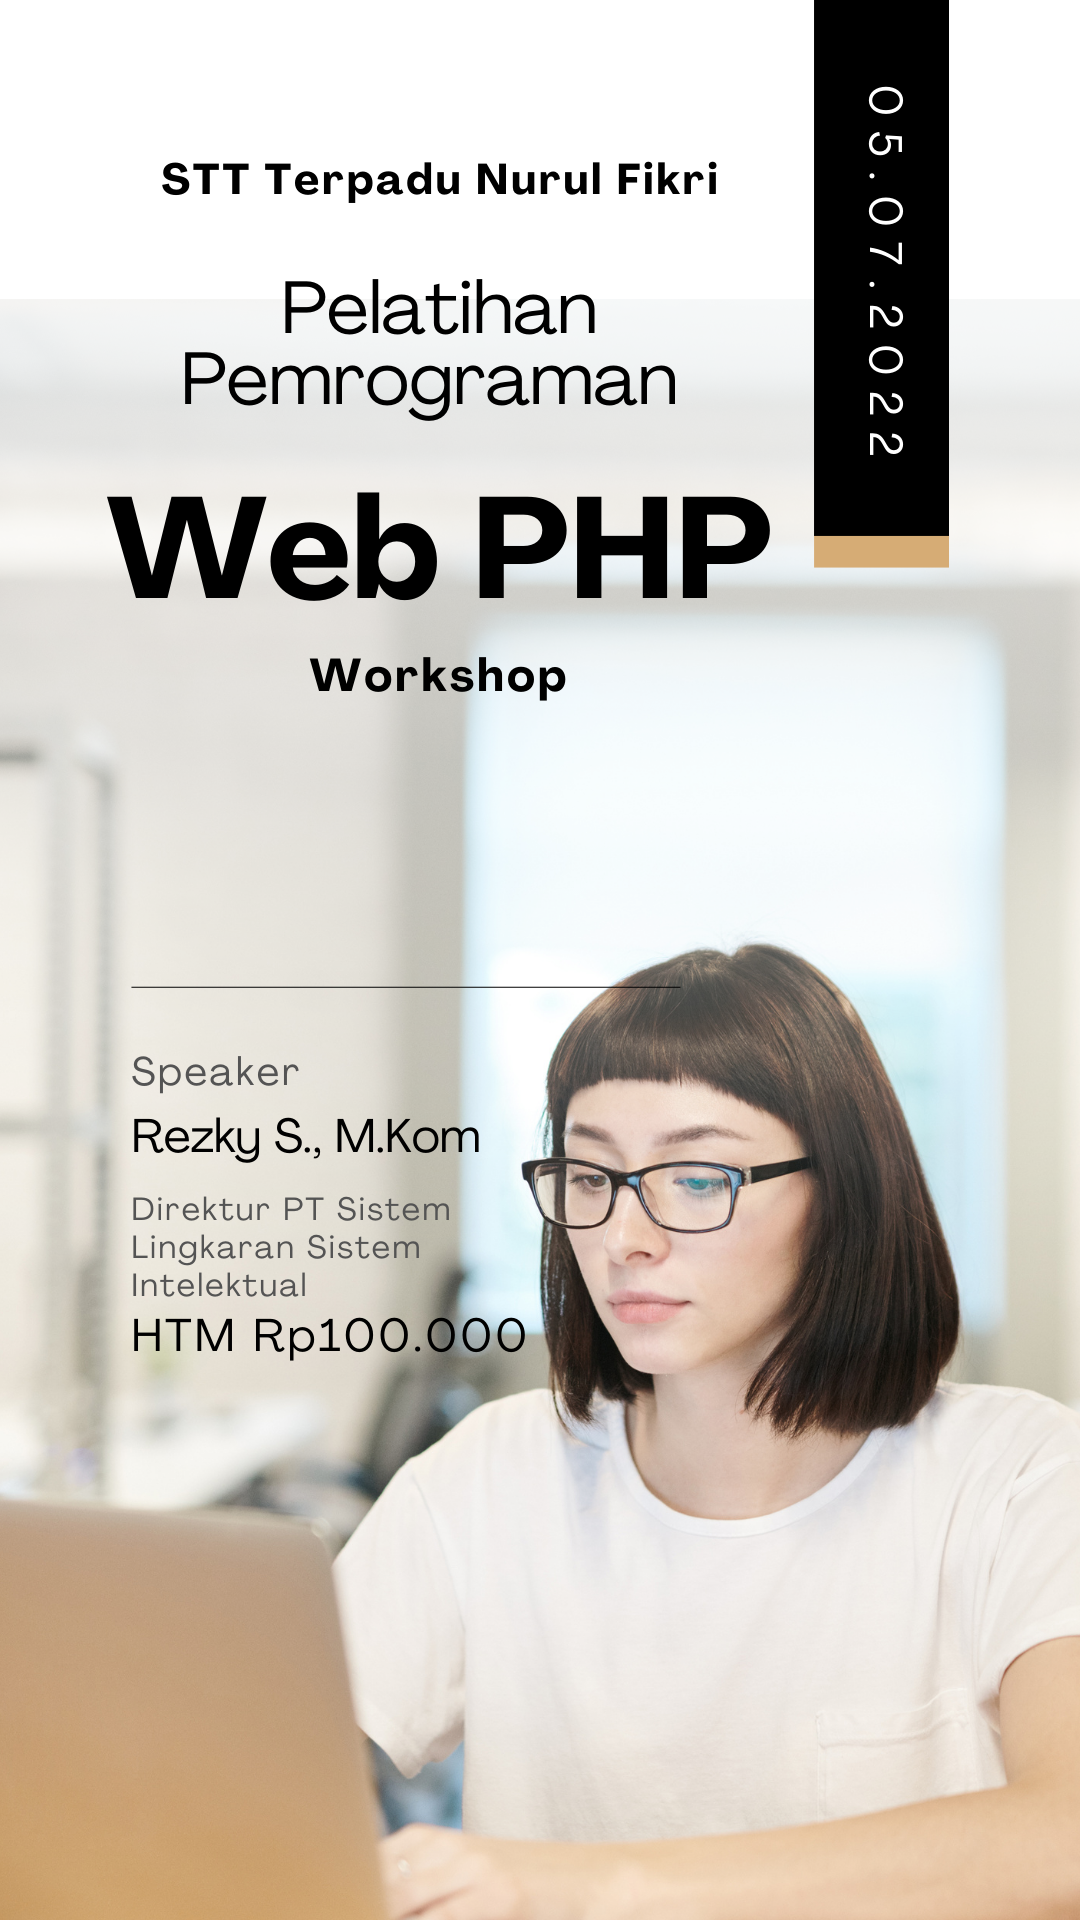 STT Terpadu Nurul Fikri
Pelatihan
Pemrograman
Web PHP
Workshop
05.07.2022
Speaker
Rezky S., M.Kom
Direktur PT Sistem
Lingkaran Sistem
Intelektual
HTM Rp100.000